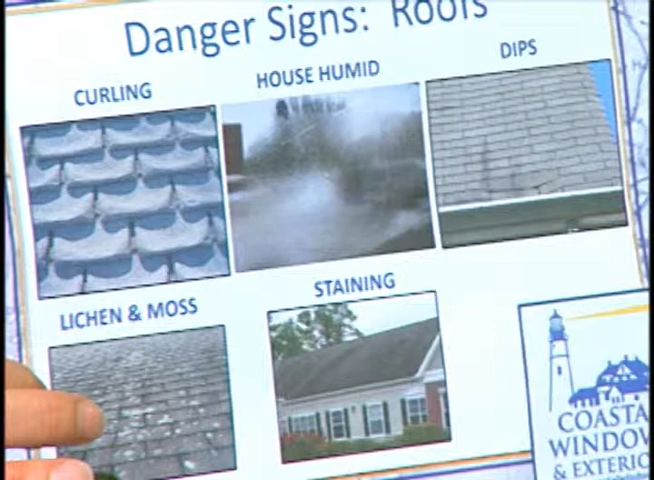 Danger Signs: Roofs
CURLING
HOUSE HUMID
DIPS
LICHEN & MOSS
STAINING
COASTA
WINDOW
& EXTERIO